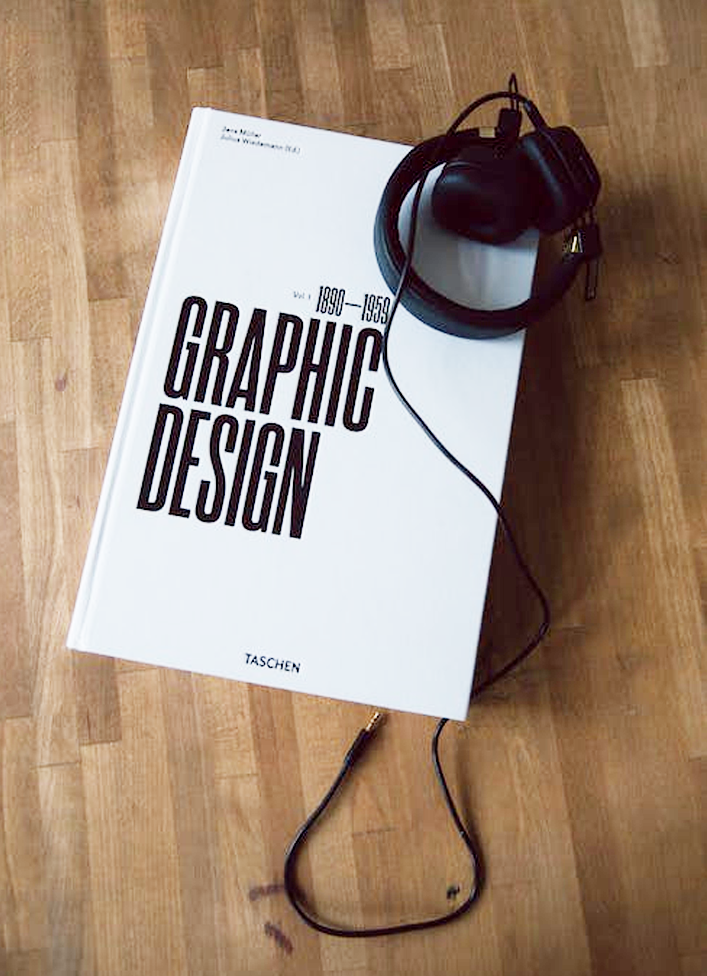 Jens Müller
Julius Wiedemann (Ed.)
Vol. 1 1890—1959
GRAPHIC
DESIGN
TASCHEN